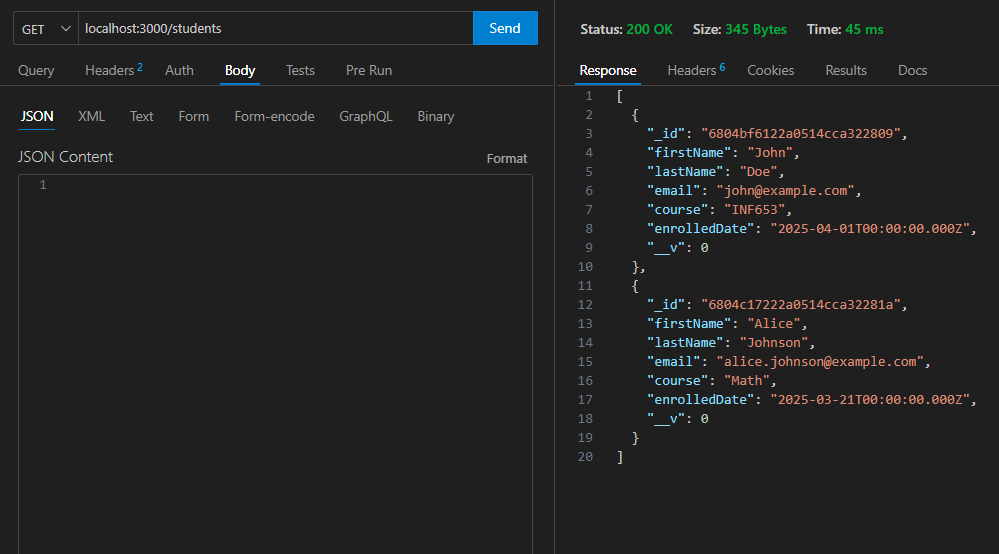 GET localhost:3000/students Send
Query Headers 2 Auth Body Tests Pre Run
JSON XML Text Form Form-encode GraphQL Binary
JSON Content Format
1
Status: 200 OK Size: 345 Bytes Time: 45 ms
Response Headers 6 Cookies Results Docs
1 [
2 {
3 "_id": "6804bf6122a0514cca322809",
4 "firstName": "John",
5 "lastName": "Doe",
6 "email": "john@example.com",
7 "course": "INF653",
8 "enrolledDate": "2025-04-01T00:00:00.000Z",
9 "__v": 0
10 },
11 {
12 "_id": "6804c17222a0514cca32281a",
13 "firstName": "Alice",
14 "lastName": "Johnson",
15 "email": "alice.johnson@example.com",
16 "course": "Math",
17 "enrolledDate": "2025-03-21T00:00:00.000Z",
18 "__v": 0
19 }
20 ]